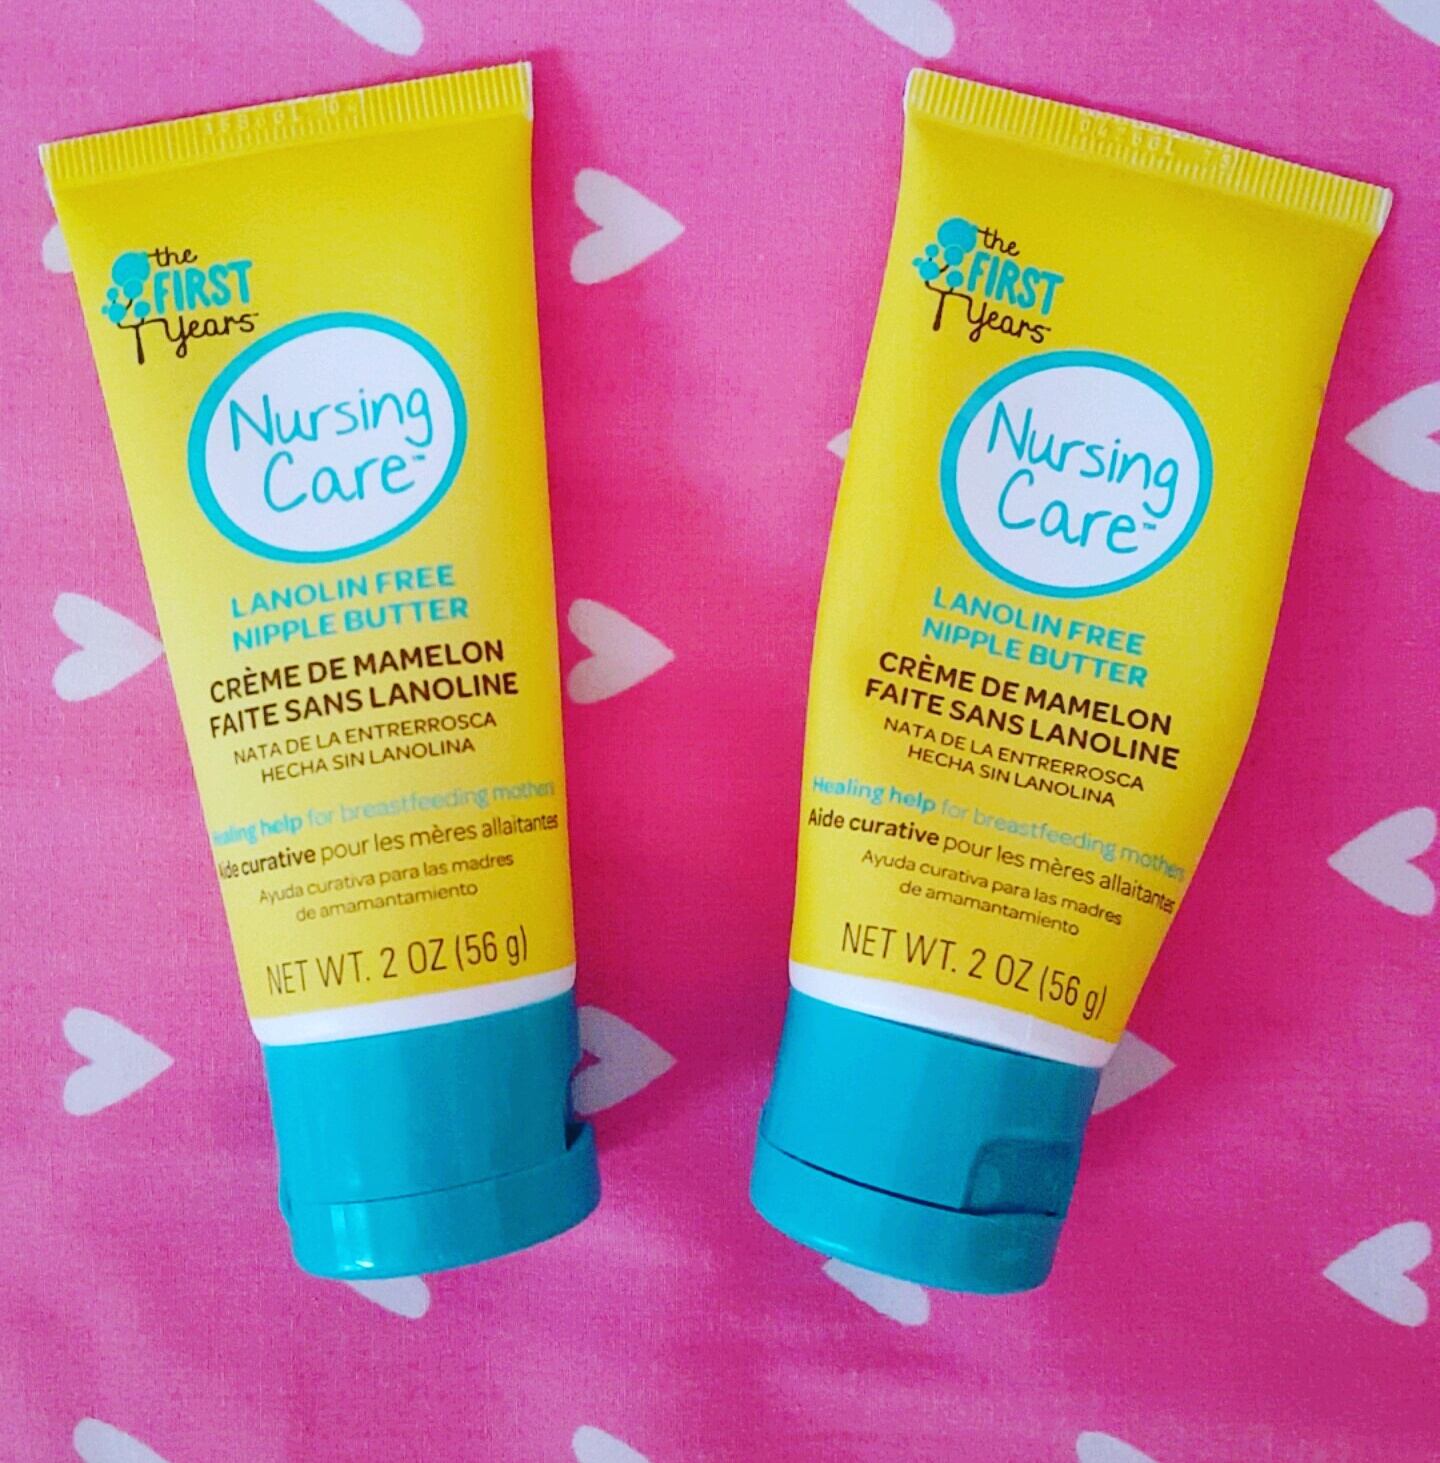 the
FIRST
Years™
Nursing
Care™
LANOLIN FREE
NIPPLE BUTTER
CRÈME DE MAMELON
FAITE SANS LANOLINE
NATA DE LA ENTRERROSCA
HECHA SIN LANOLINA
Healing help for breastfeeding mothers
Aide curative pour les mères allaitantes
Ayuda curativa para las madres
de amamantamiento
NET WT. 2 OZ (56 g)
the
FIRST
Years™
Nursing
Care™
LANOLIN FREE
NIPPLE BUTTER
CRÈME DE MAMELON
FAITE SANS LANOLINE
NATA DE LA ENTRERROSCA
HECHA SIN LANOLINA
Healing help for breastfeeding mothers
Aide curative pour les mères allaitantes
Ayuda curativa para las madres
de amamantamiento
NET WT. 2 OZ (56 g)